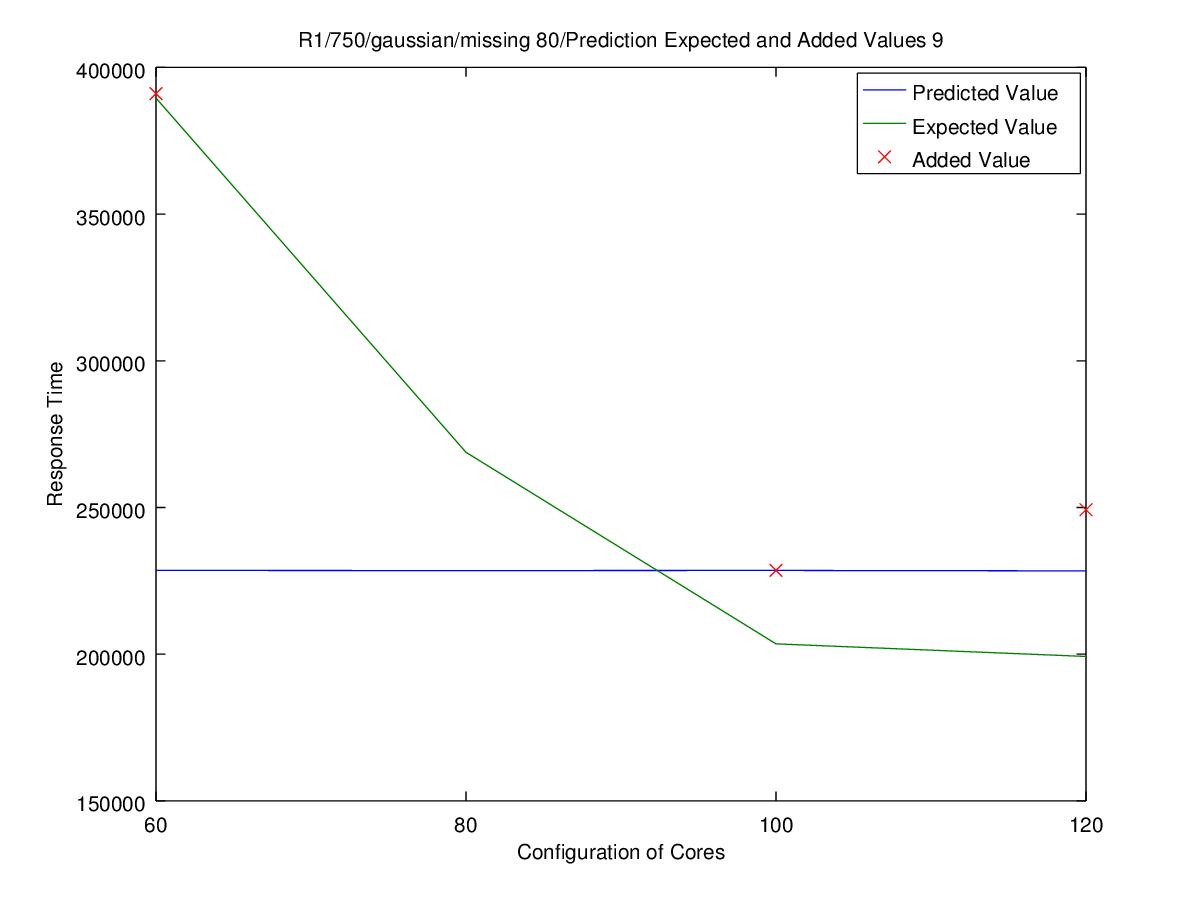 R1/750/gaussian/missing 80/Prediction Expected and Added Values 9
400000
350000
300000
250000
200000
150000
Response Time
Predicted Value
Expected Value
Added Value
60
80
100
120
Configuration of Cores